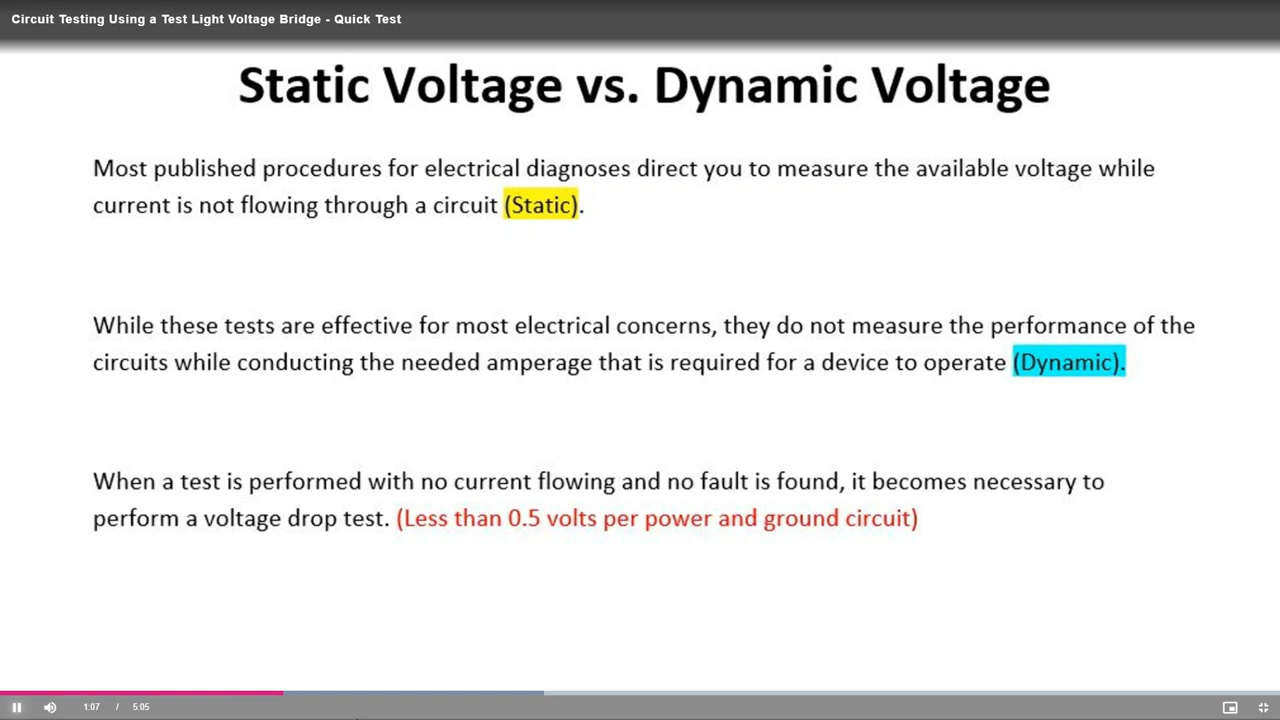 Circuit Testing Using a Test Light Voltage Bridge - Quick Test
Static Voltage vs. Dynamic Voltage
Most published procedures for electrical diagnoses direct you to measure the available voltage while
current is not flowing through a circuit (Static).
While these tests are effective for most electrical concerns, they do not measure the performance of the
circuits while conducting the needed amperage that is required for a device to operate (Dynamic).
When a test is performed with no current flowing and no fault is found, it becomes necessary to
perform a voltage drop test. (Less than 0.5 volts per power and ground circuit)
1:07 / 5:05